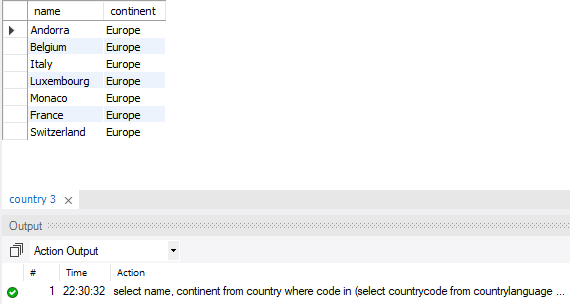 name continent
Andorra Europe
Belgium Europe
Italy Europe
Luxembourg Europe
Monaco Europe
France Europe
Switzerland Europe
country 3
Output
Action Output
# Time Action
1 22:30:32 select name, continent from country where code in (select countrycode from countrylanguage ...